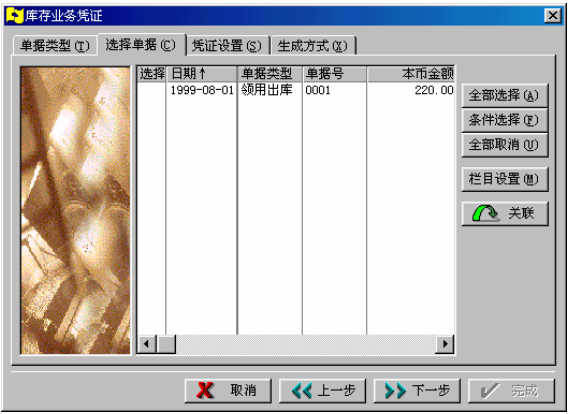 库存业务凭证
单据类型(T) 选择单据(C) 凭证设置(S) 生成方式(X)
选择 日期↑ 单据类型 单据号 本币金额
1999-08-01 领用出库 0001 220.00
全部选择(A)
条件选择(F)
全部取消(U)
栏目设置(M)
关联
取消 上一步 下一步 完成